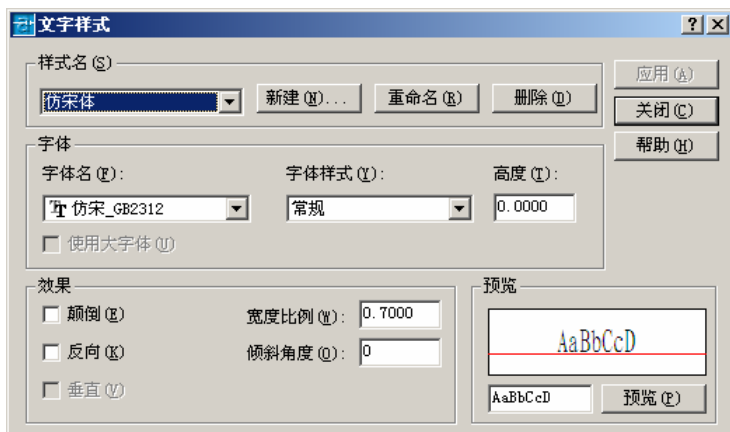 文字样式
样式名(S)
仿宋体
新建(N)... 重命名(R) 删除(D)
应用(A)
关闭(C)
帮助(H)
字体
字体名(F): 字体样式(Y): 高度(T):
仿宋_GB2312 常规 0.0000
使用大字体(U)
效果
颠倒(E) 宽度比例(W): 0.7000
反向(K) 倾斜角度(O): 0
垂直(V)
预览
AaBbCcD
AaBbCcD 预览(P)